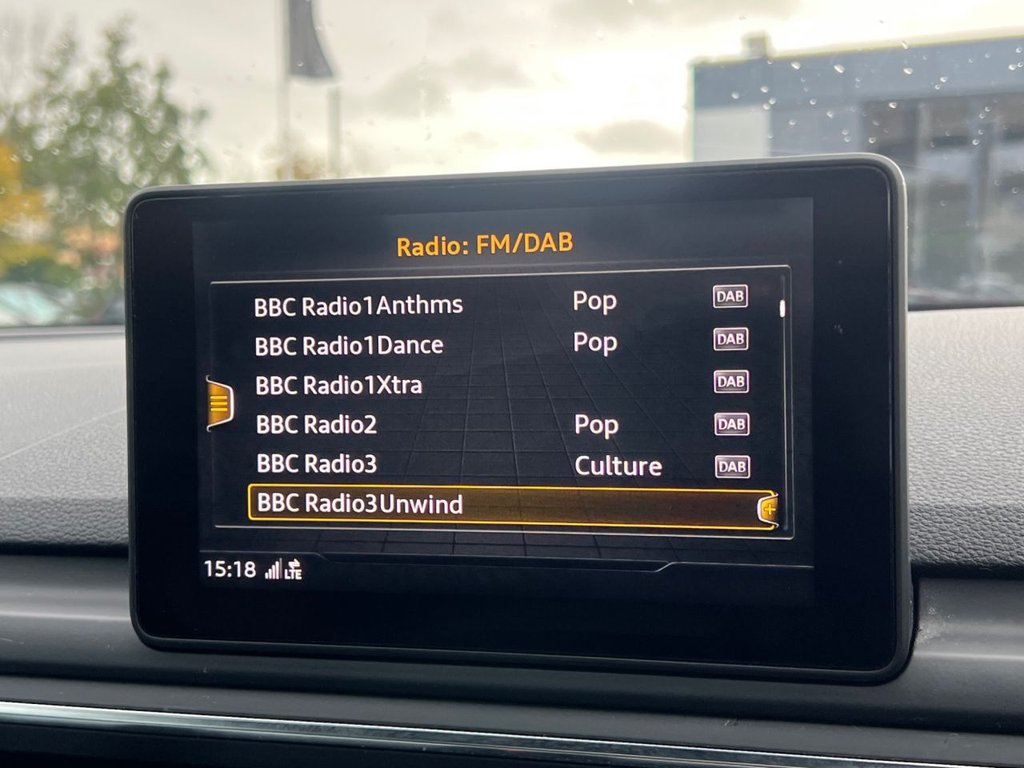 Radio: FM/DAB
BBC Radio1Anthms Pop DAB
BBC Radio1Dance Pop DAB
BBC Radio1Xtra DAB
BBC Radio2 Pop DAB
BBC Radio3 Culture DAB
BBC Radio3Unwind
15:18 LTE